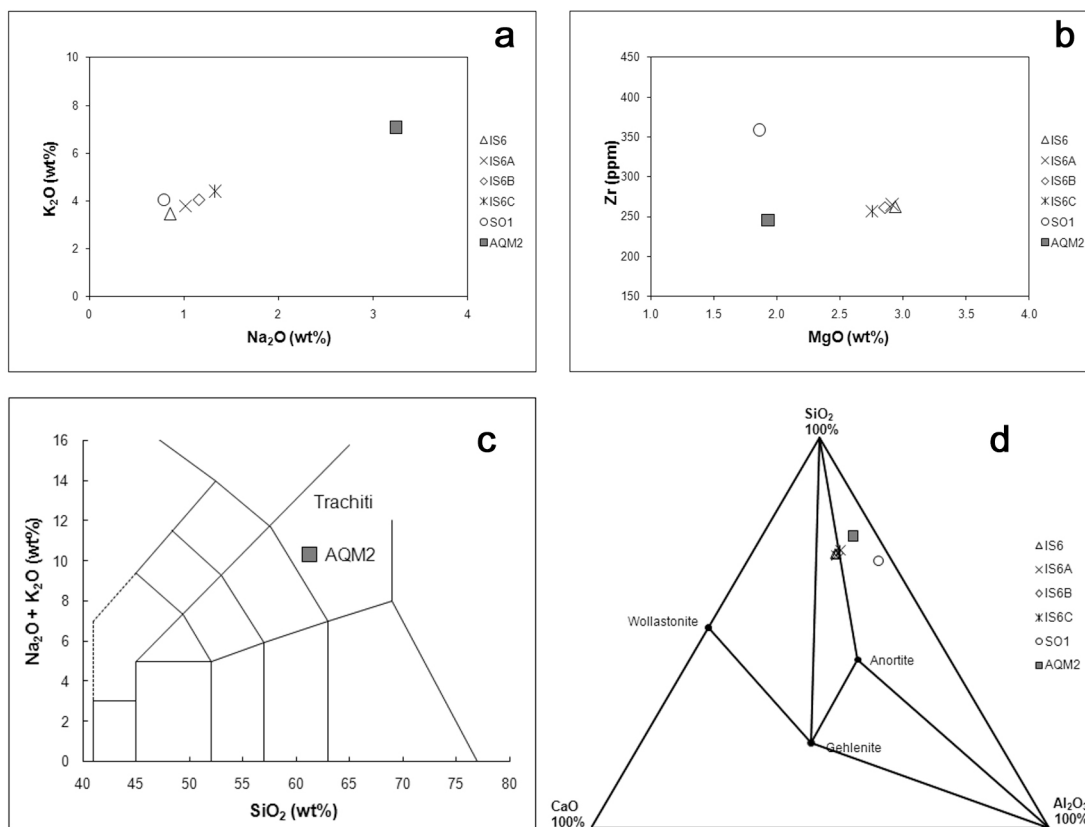 a
10
8
6
4
2
0
K₂O (wt%)
0 1 2 3 4
Na₂O (wt%)
IS6
IS6A
IS6B
IS6C
SO1
AQM2
b
450
400
350
300
250
200
150
Zr (ppm)
1.0 1.5 2.0 2.5 3.0 3.5 4.0
MgO (wt%)
IS6
IS6A
IS6B
IS6C
SO1
AQM2
c
16
14
12
10
8
6
4
2
0
Na₂O + K₂O (wt%)
Trachiti
AQM2
40 45 50 55 60 65 70 75 80
SiO₂ (wt%)
d
SiO₂
100%
Wollastonite
Anortite
Gehlenite
CaO
100%
Al₂O₃
100%
IS6
IS6A
IS6B
IS6C
SO1
AQM2